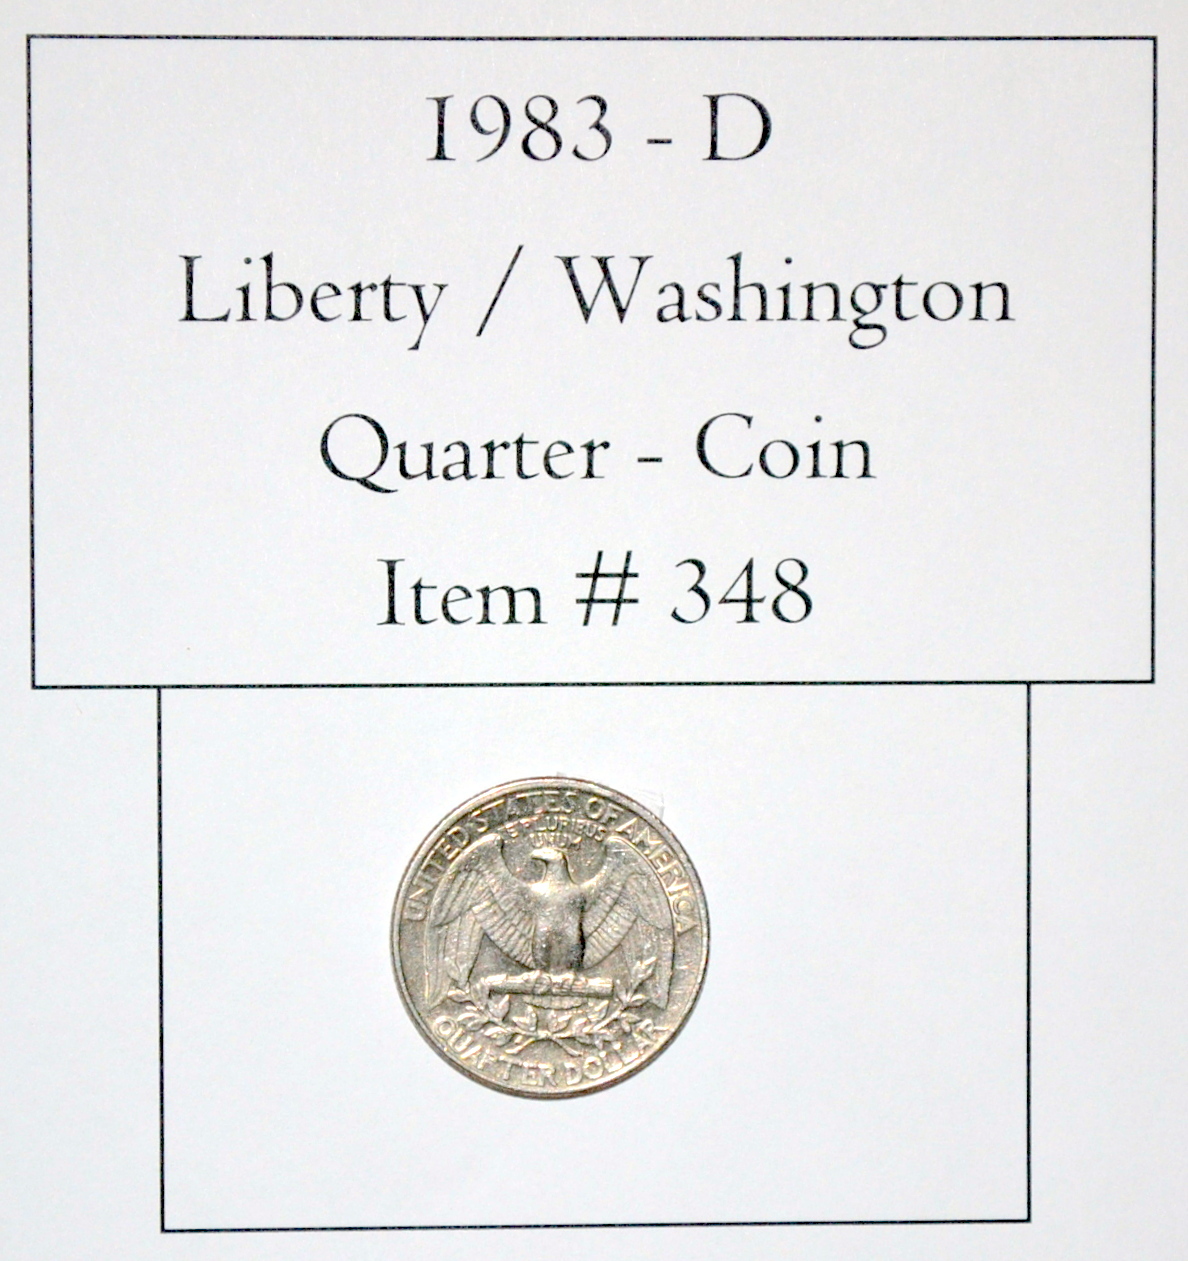 1983 - D
Liberty / Washington
Quarter - Coin
Item # 348
UNITED STATES OF AMERICA
E PLURIBUS
UNUM
QUARTER DOLLAR